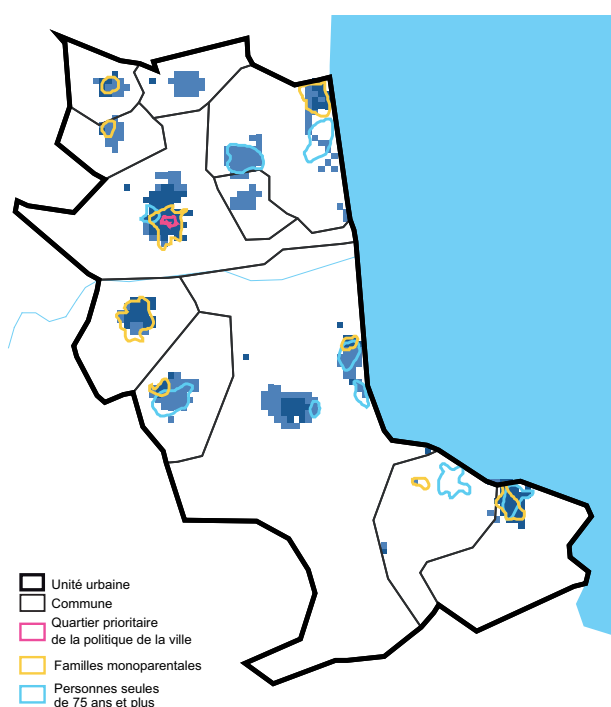 Unité urbaine
Commune
Quartier prioritaire
de la politique de la ville
Familles monoparentales
Personnes seules
de 75 ans et plus